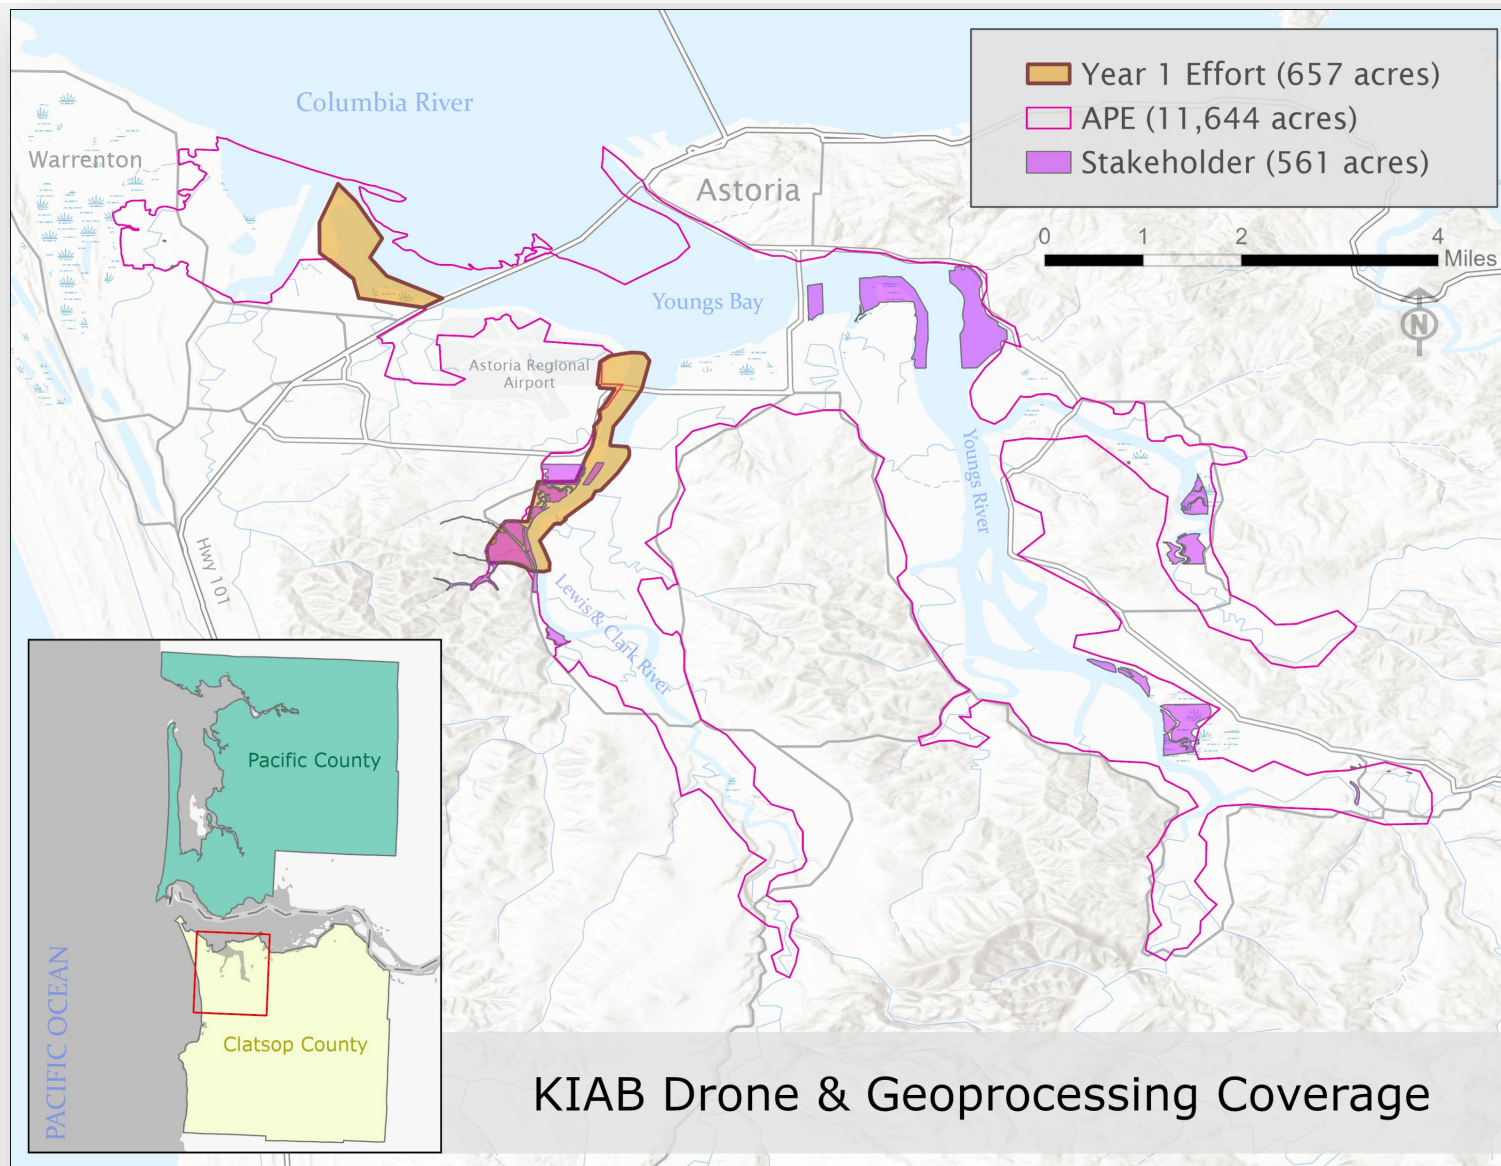 Year 1 Effort (657 acres)
APE (11,644 acres)
Stakeholder (561 acres)
Columbia River
Warrenton
Astoria
0 1 2 4
Miles
N
Youngs Bay
Astoria Regional
Airport
Youngs River
Hwy 101
Lewis & Clark River
Pacific County
PACIFIC OCEAN
Clatsop County
KIAB Drone & Geoprocessing Coverage